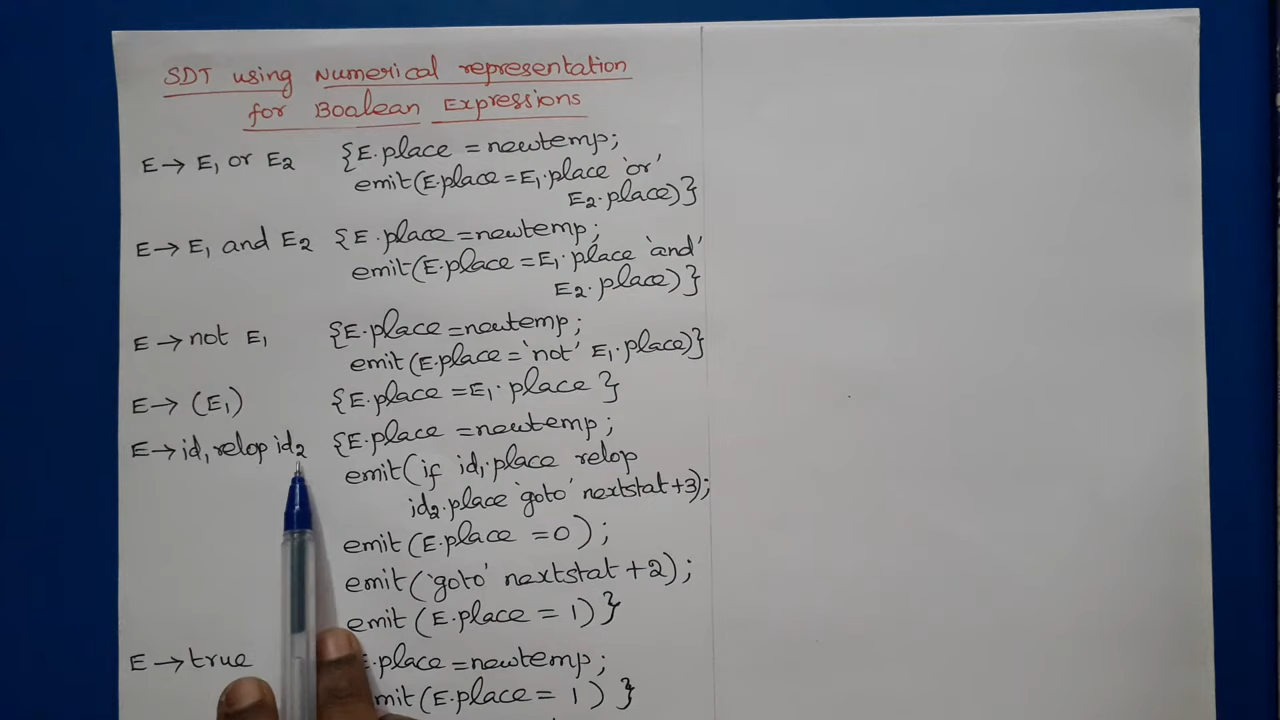 SDT using Numerical representation
for Boalean Expressions
E→ E₁ or E₂ {E.place = newtemp;
emit(E.place = E₁.place 'or'
E₂.place)}
E→ E₁ and E₂ {E.place = newtemp;
emit(E.place = E₁.place 'and'
E₂.place)}
E→ not E₁ {E.place = newtemp;
emit(E.place = 'not' E₁.place)}
E→ (E₁) {E.place = E₁.place }
E→ id₁ relop id₂ {E.place = newtemp;
emit(if id₁.place relop
id₂.place 'goto' nextstat+3);
emit (E.place = 0);
emit('goto' nextstat +2);
emit (E.place = 1)}
E→ true E.place = newtemp;
mit(E.place = 1) }